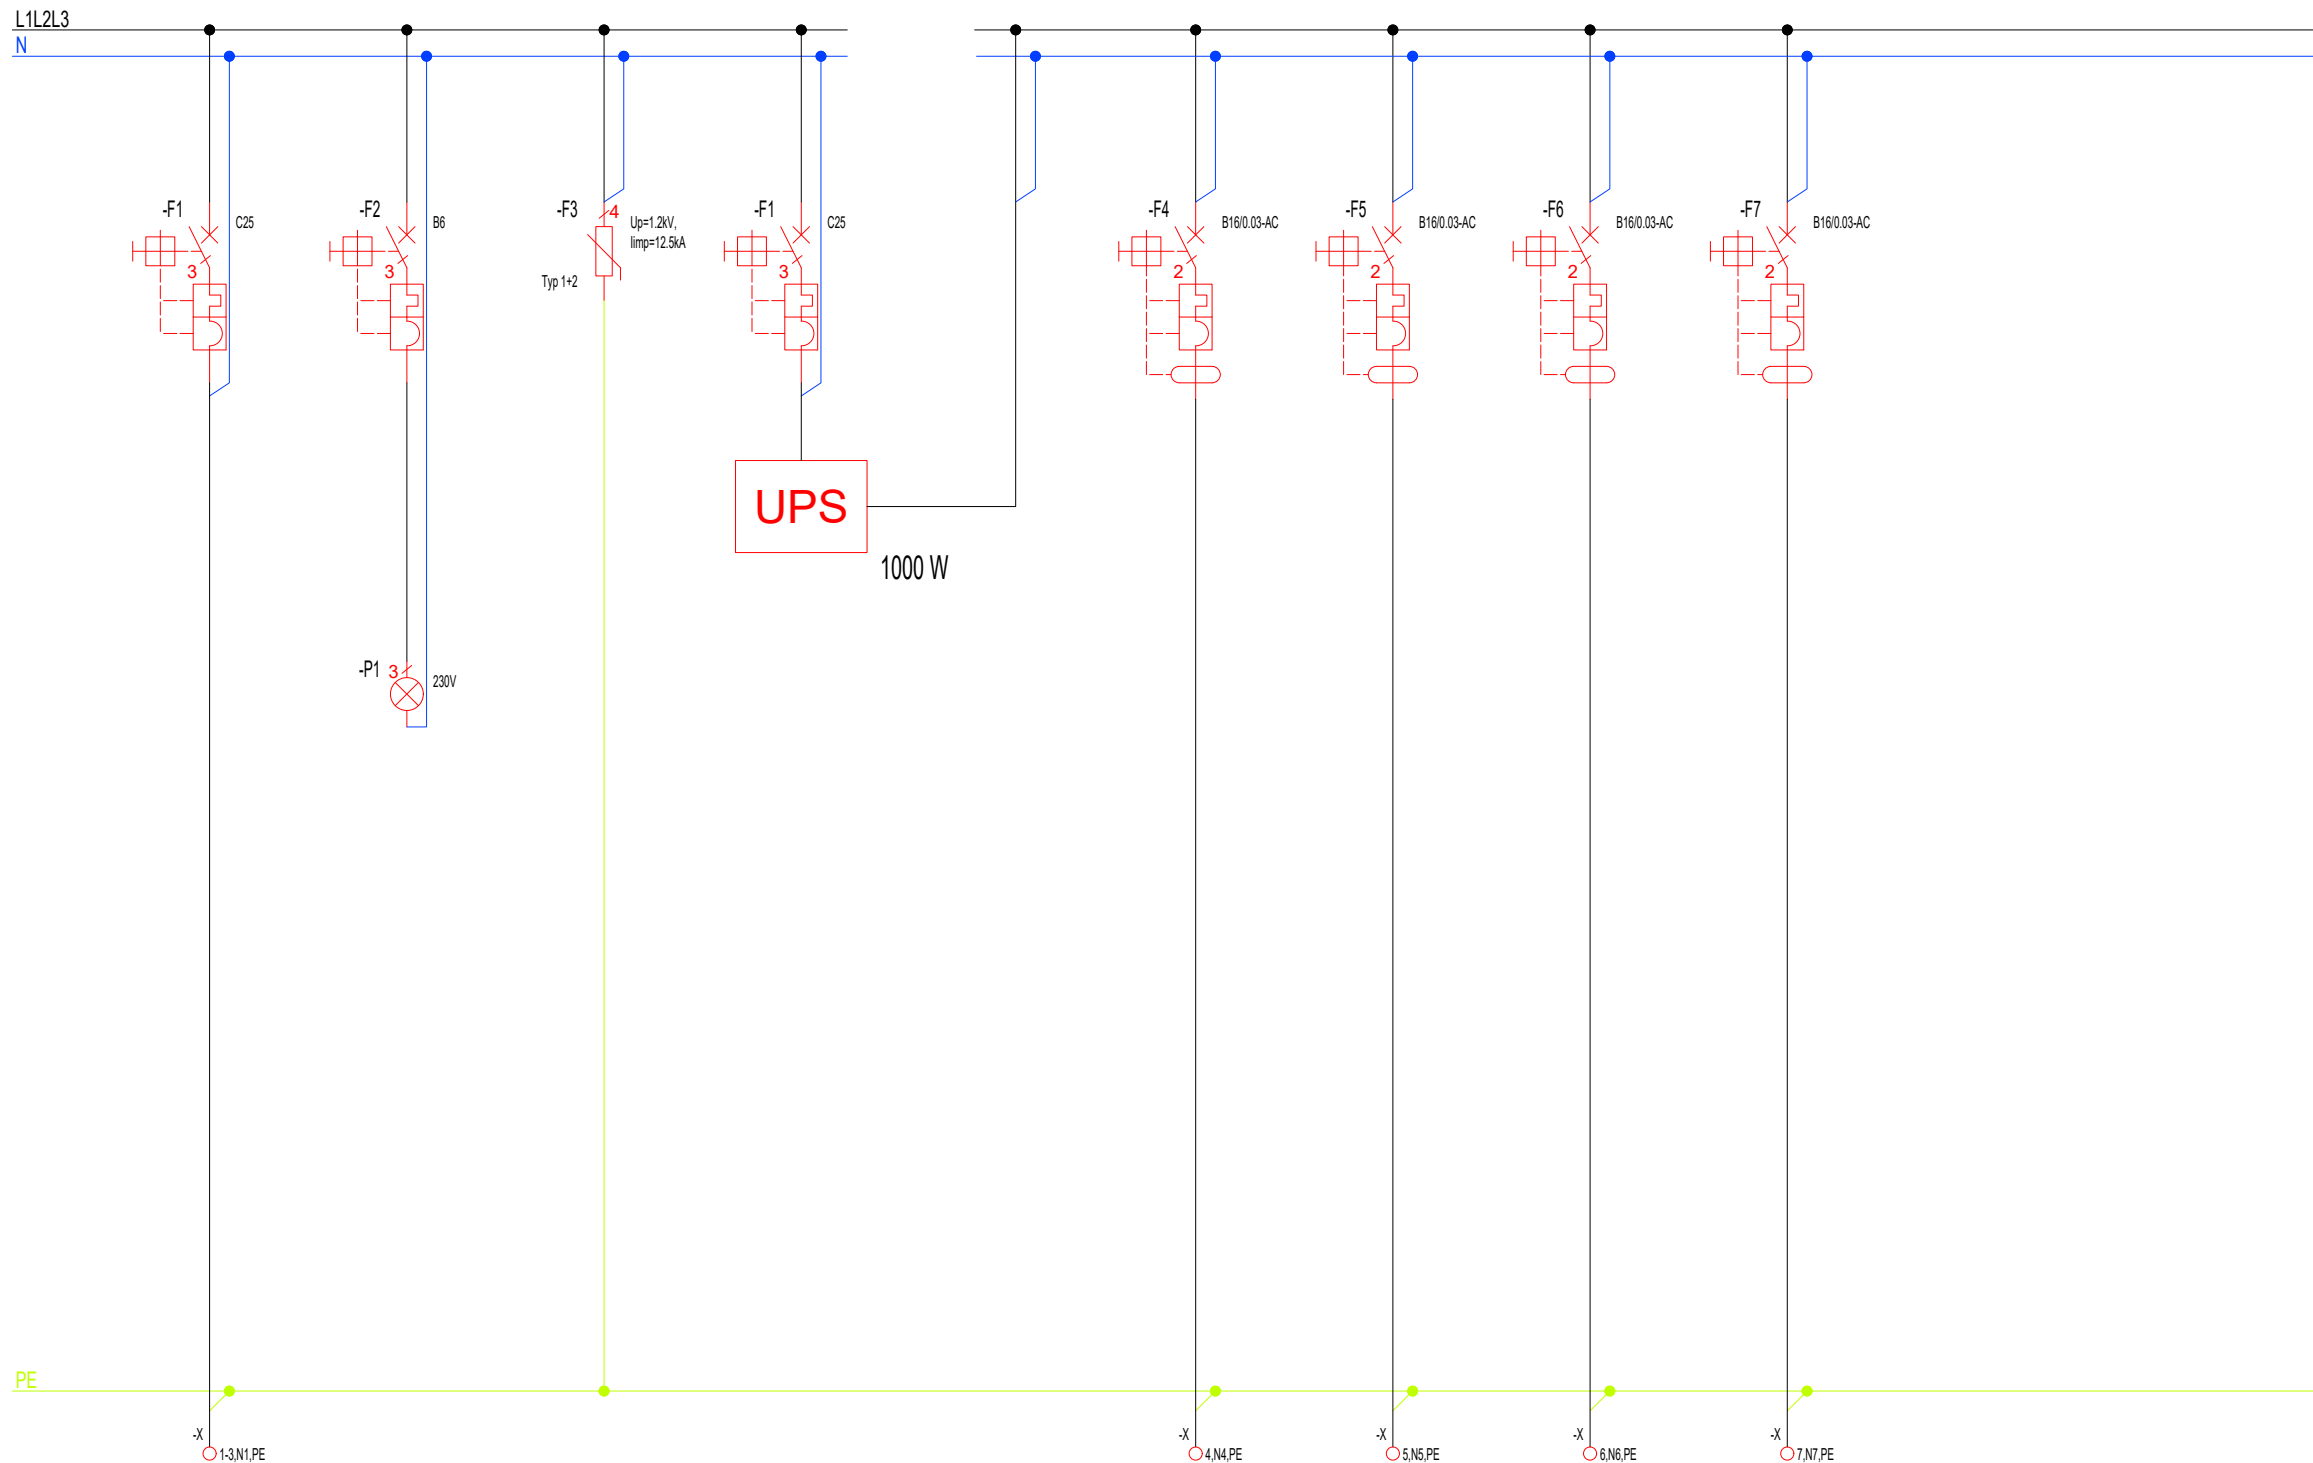 L1L2L3
N
-F1
C25
3
-F2
B6
3
-F3
4
Up=1.2kV,
Iimp=12.5kA
Typ 1+2
-F1
C25
3
-F4
B16/0.03-AC
2
-F5
B16/0.03-AC
2
-F6
B16/0.03-AC
2
-F7
B16/0.03-AC
2
UPS
1000 W
-P1
3
230V
PE
-X
1-3,N1,PE
-X
4,N4,PE
-X
5,N5,PE
-X
6,N6,PE
-X
7,N7,PE